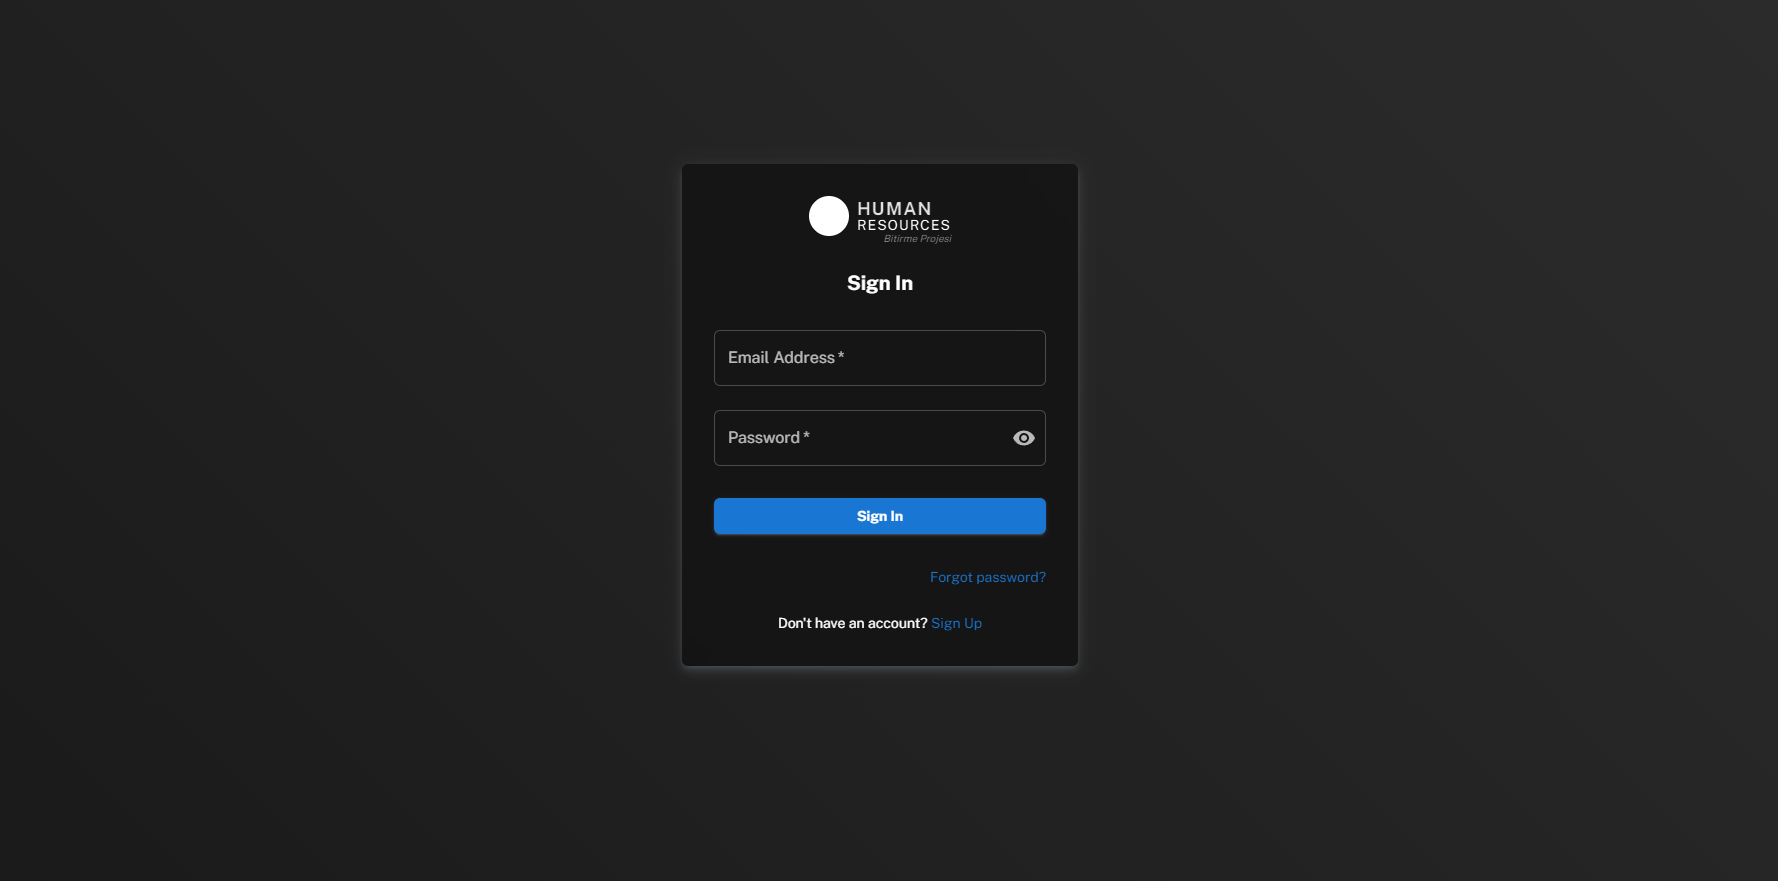 HUMAN
RESOURCES
Bitirme Projesi
Sign In
Email Address *
Password *
Sign In
Forgot password?
Don't have an account? Sign Up